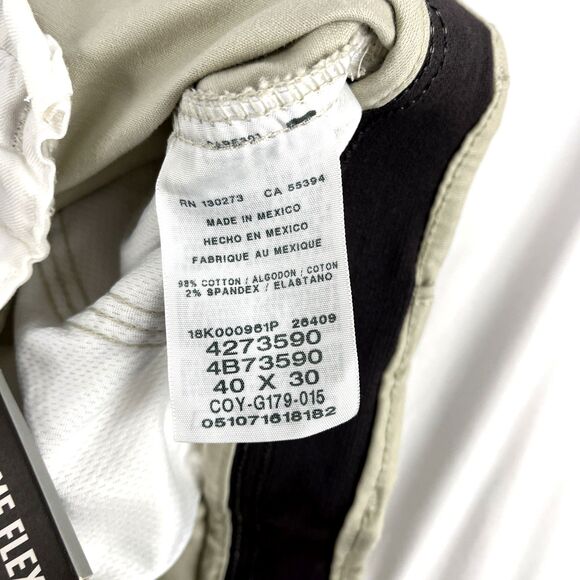 RN 130273 CA 55394
MADE IN MEXICO
HECHO EN MEXICO
FABRIQUE AU MEXIQUE
98% COTTON / ALGODON / COTON
2% SPANDEX / ELASTANO
18K000961P 26409
4273590
4B73590
40 X 30
COY-G179-015
051071618182
FLEX